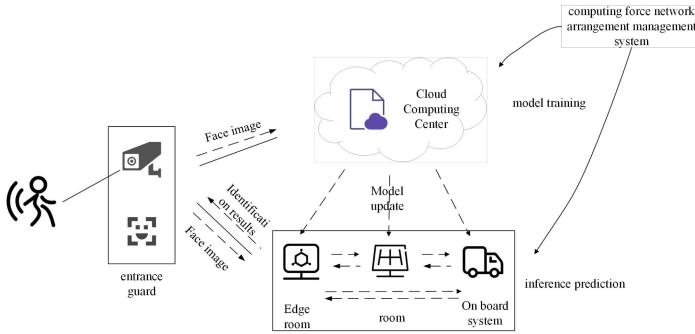 computing force network
arrangement management
system
Cloud
Computing
Center
model training
Face image
Model
update
Identificati
on results
Face image
entrance
guard
Edge
room
room
On board
system
inference prediction